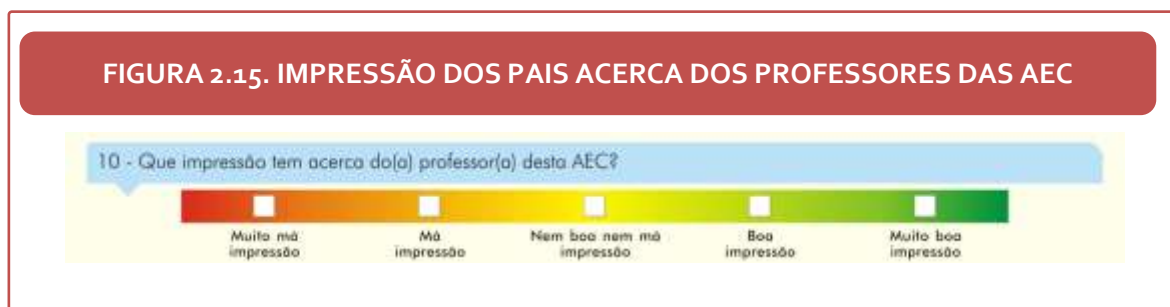 FIGURA 2.15. IMPRESSÃO DOS PAIS ACERCA DOS PROFESSORES DAS AEC
10 - Que impressão tem acerca do(a) professor(a) desta AEC?
Muito má impressão
Má impressão
Nem boa nem má impressão
Boa impressão
Muito boa impressão